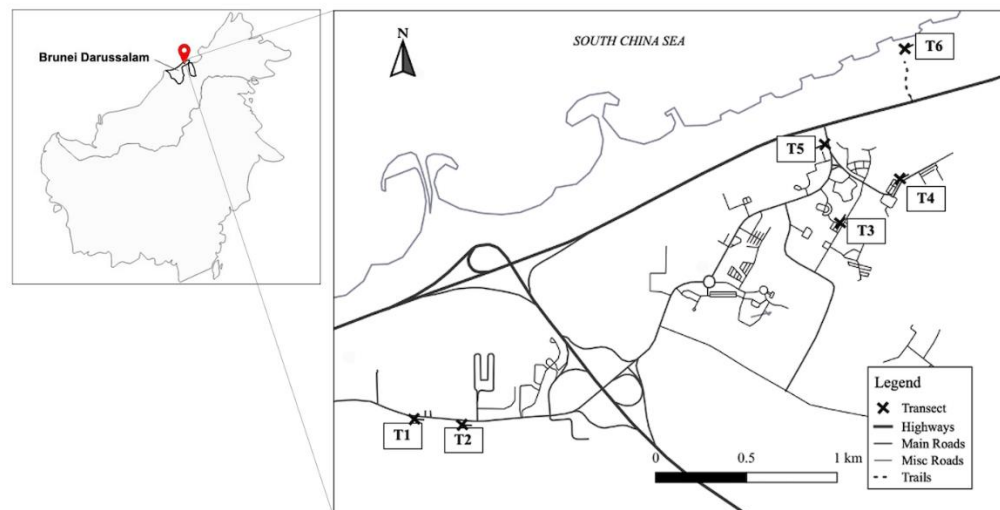 Brunei Darussalam
N
SOUTH CHINA SEA
T6
T5
T4
T3
T1
T2
Legend
Transect
Highways
Main Roads
Misc Roads
Trails
0 0.5 1 km